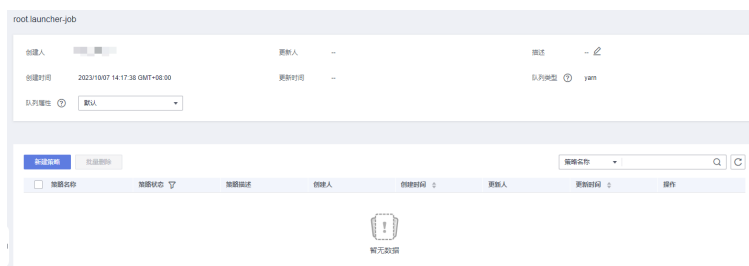 root.launcher-job
创建人 更新人 -- 描述 --
创建时间 2023/10/07 14:17:38 GMT+08:00 更新时间 -- 队列类型 ? yarn
队列属性 ? 默认
新建策略 批量删除 策略名称
策略名称 策略状态 策略描述 创建人 创建时间 更新人 更新时间 操作
暂无数据